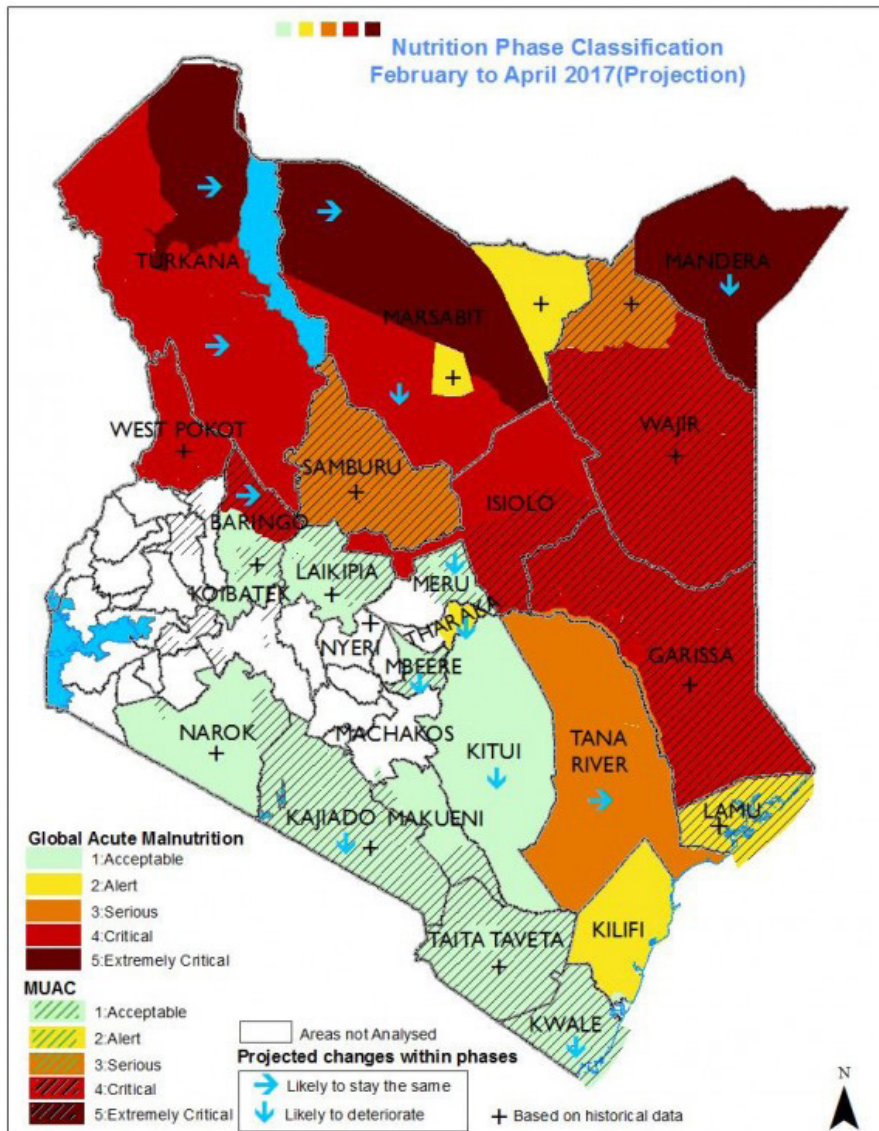 Nutrition Phase Classification
February to April 2017(Projection)
TURKANA
MANDERA
MARSABIT
WEST POKOT
WAJIR
SAMBURU
ISIOLO
BARINGO
LAIKIPIA
MERU
KOIBATEK
THARAKA
NYERI
MBEERE
GARISSA
NAROK
MACHAKOS
KITUI
TANA
RIVER
KAJIADO
MAKUENI
LAMU
TAITA TAVETA
KILIFI
KWALE
Global Acute Malnutrition
1:Acceptable
2:Alert
3:Serious
4:Critical
5:Extremely Critical
MUAC
1:Acceptable
2:Alert
3:Serious
4:Critical
5:Extremely Critical
Areas not Analysed
Projected changes within phases
Likely to stay the same
Likely to deteriorate
Based on historical data
N